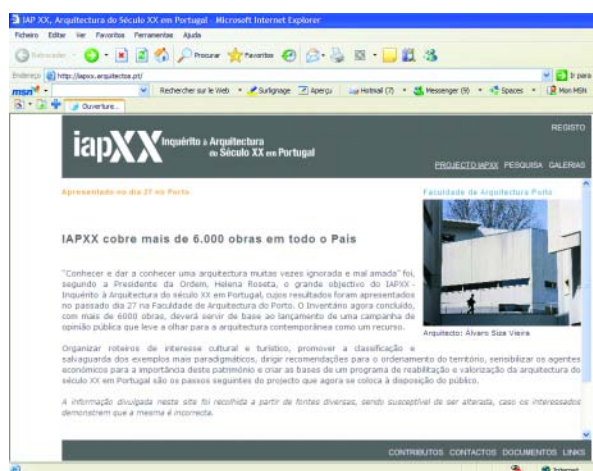 IAP XX, Arquitectura do Século XX em Portugal - Microsoft Internet Explorer
Ficheiro Editar Ver Favoritos Ferramentas Ajuda
Procurar Favoritos
Endereço http://iapxx.arquitectos.pt/ Ir para
msn Rechercher sur le Web Surlignage Aperçu Hotmail (7) Messenger (9) Spaces Mon MSN
Ouverture...
REGISTO
iapXX Inquérito à Arquitectura
do Século XX em Portugal
PROJECTO IAPXX PESQUISA GALERIAS
Apresentado no dia 27 no Porto
Faculdade de Arquitectura Porto
IAPXX cobre mais de 6.000 obras em todo o País
"Conhecer e dar a conhecer uma arquitectura muitas vezes ignorada e mal amada" foi,
segundo a Presidente da Ordem, Helena Roseta, o grande objectivo do IAPXX -
Inquérito à Arquitectura do século XX em Portugal, cujos resultados foram apresentados
no passado dia 27 na Faculdade de Arquitectura do Porto. O Inventário agora concluído,
com mais de 6000 obras, deverá servir de base ao lançamento de uma campanha de
opinião pública que leve a olhar para a arquitectura contemporânea como um recurso.
Arquitecto: Álvaro Siza Vieira
Organizar roteiros de interesse cultural e turístico, promover a classificação e
salvaguarda dos exemplos mais paradigmáticos, dirigir recomendações para o ordenamento do território, sensibilizar os agentes
económicos para a importância deste património e criar as bases de um programa de reabilitação e valorização da arquitectura do
século XX em Portugal são os passos seguintes do projecto que agora se coloca à disposição do público.
A informação divulgada neste site foi recolhida a partir de fontes diversas, sendo susceptível de ser alterada, caso os interessados
demonstrem que a mesma é incorrecta.
CONTRIBUTOS CONTACTOS DOCUMENTOS LINKS
Internet